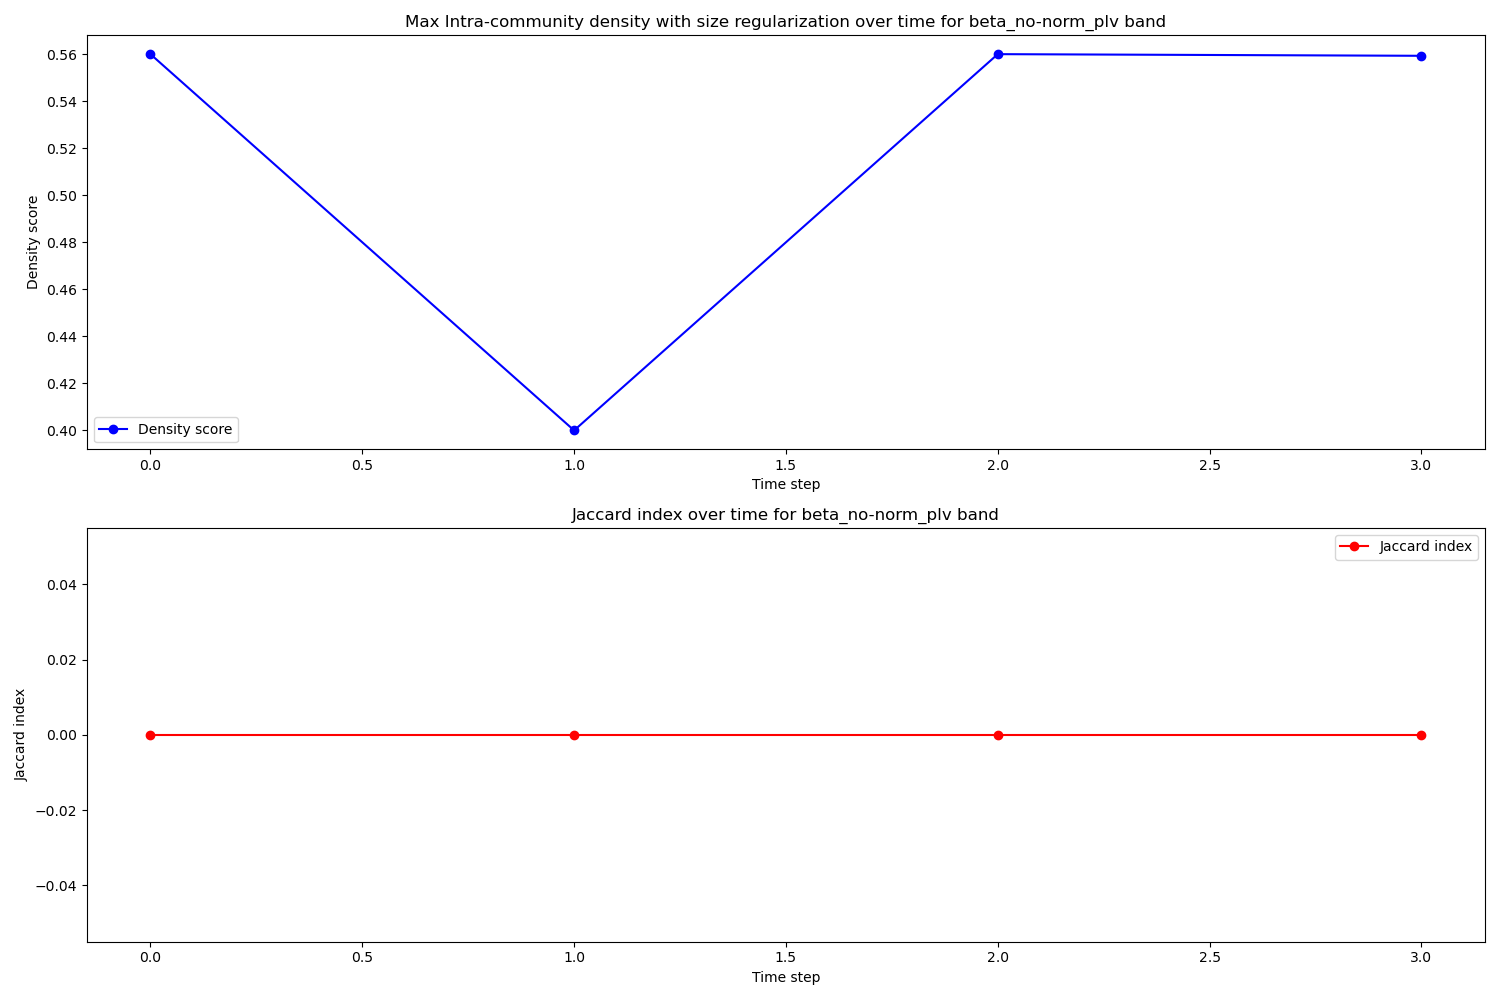 Max Intra-community density with size regularization over time for beta_no-norm_plv band
0.56
0.54
0.52
0.50
0.48
0.46
0.44
0.42
0.40
Density score
Density score
0.0 0.5 1.0 1.5 2.0 2.5 3.0
Time step
Jaccard index over time for beta_no-norm_plv band
Jaccard index
0.04
0.02
0.00
−0.02
−0.04
Jaccard index
0.0 0.5 1.0 1.5 2.0 2.5 3.0
Time step